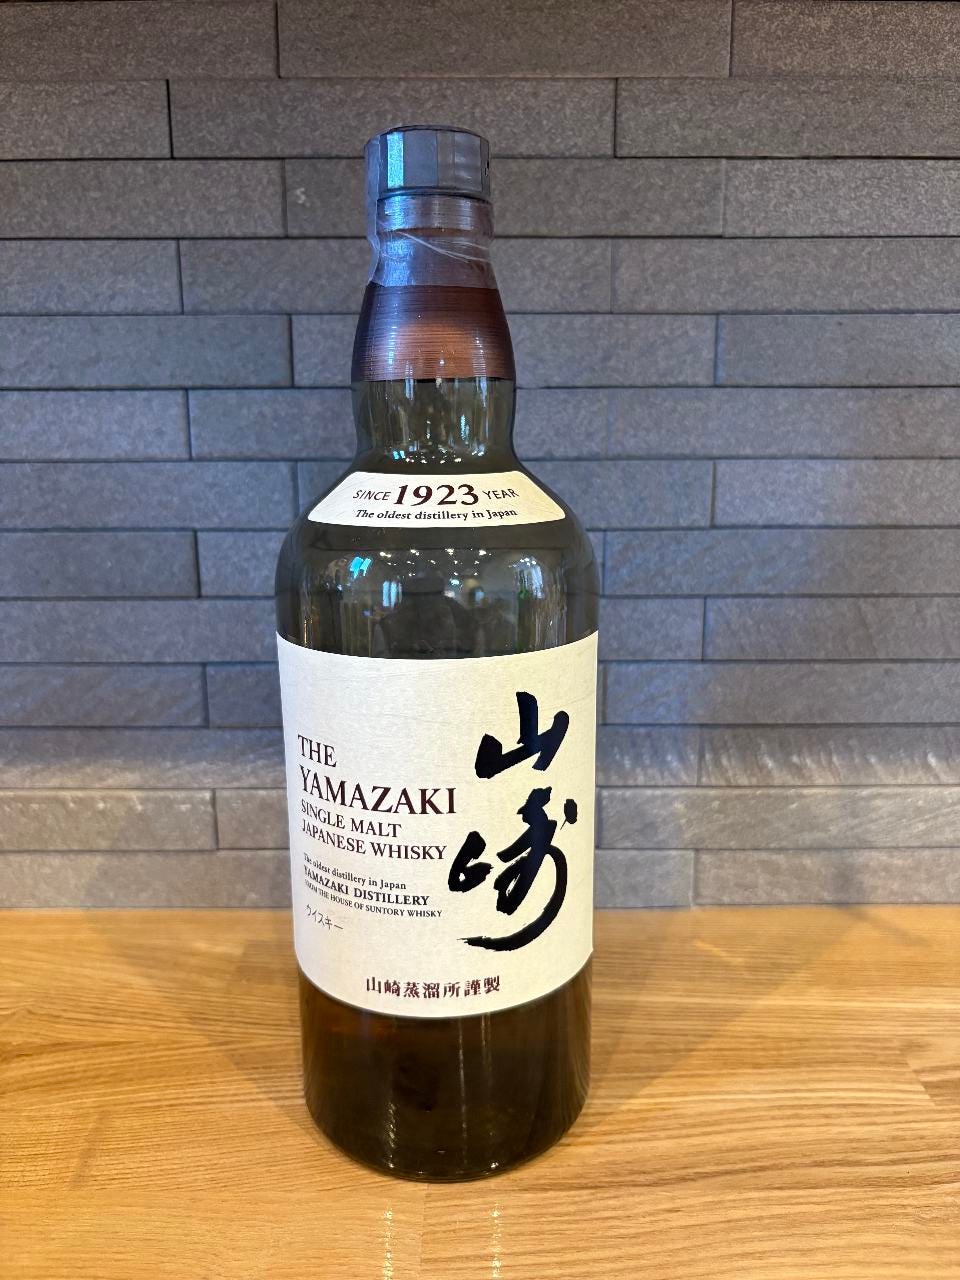 SINCE 1923 YEAR
The oldest distillery in Japan
THE
YAMAZAKI
SINGLE MALT
JAPANESE WHISKY
The oldest distillery in Japan
YAMAZAKI DISTILLERY
FROM THE HOUSE OF SUNTORY WHISKY
ウイスキー
山崎
山崎蒸溜所謹製